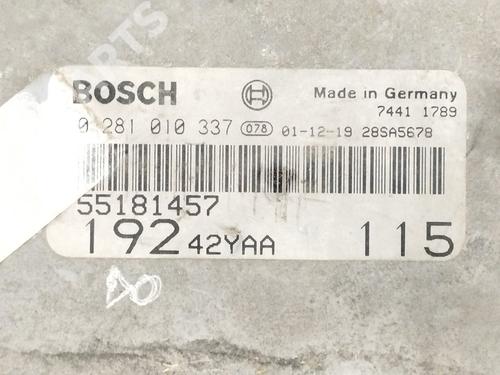 PARTS
BOSCH Made in Germany
7441 1789
0 281 010 337 078 01-12-19 28SA5678
55181457
192 42YAA 115